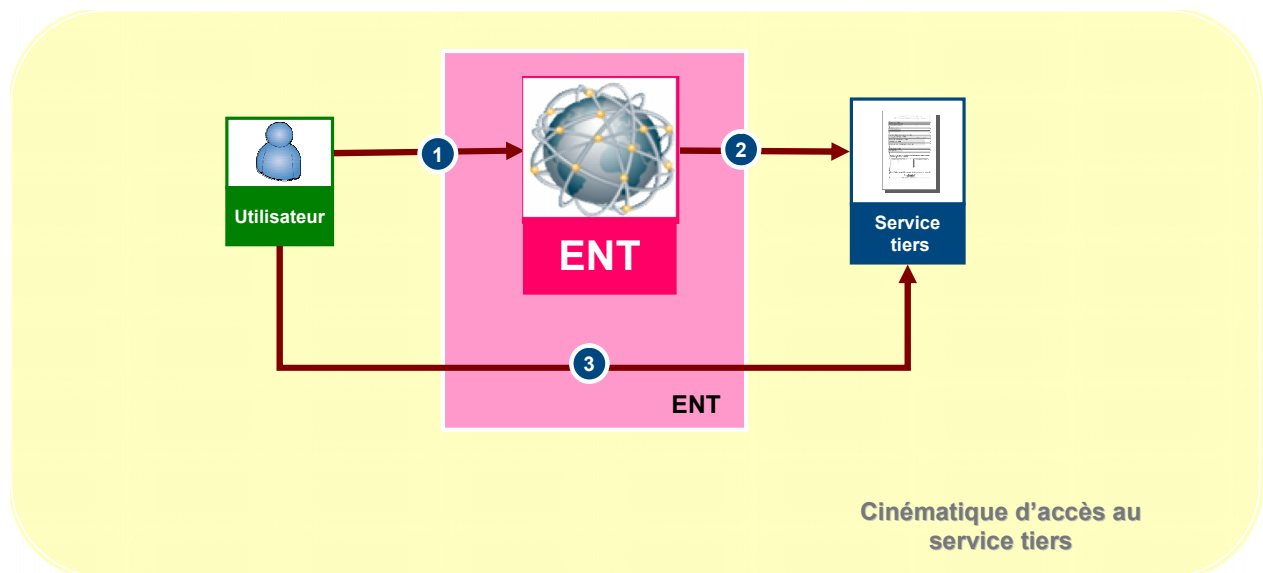 1
2
Utilisateur
Service
tiers
ENT
3
ENT
Cinématique d’accès au
service tiers